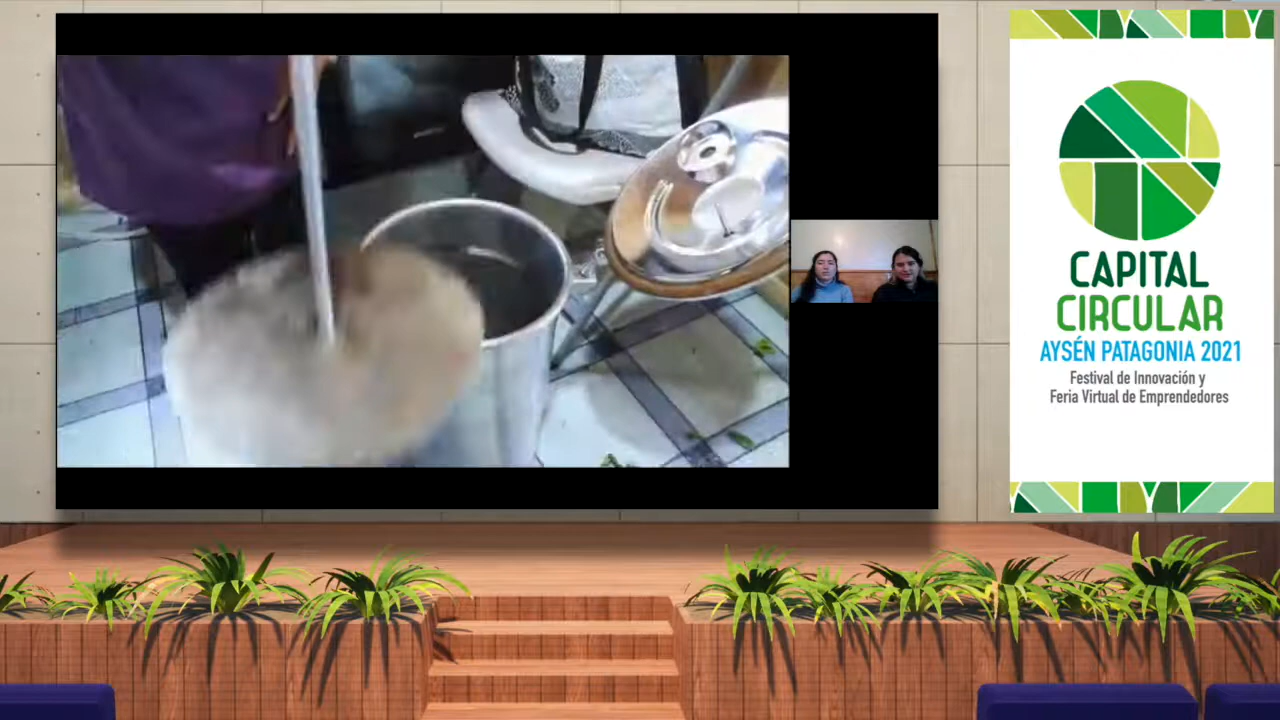 CAPITAL
CIRCULAR
AYSÉN PATAGONIA 2021
Festival de Innovación y
Feria Virtual de Emprendedores